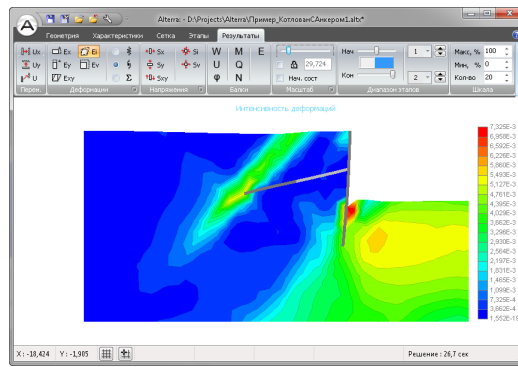 Alterra: - D:\Projects\Alterra\Пример_КотлованСАнкером1.altx*
Геометрия Характеристики Сетка Этапы Результаты
Ux Ex Ei Sx Si W M E Нач 1 Макс, % 100
Uy Ey Ev Sy Sv U Q 29,724 Мин, % 0
U Exy Σ Sxy φ N Нач. сост Кон 2 Кол-во 20
Перем. Деформации Напряжения Балки Масштаб Диапазон этапов Шкала
Интенсивность деформаций
7,325E-3
6,958E-3
6,592E-3
6,226E-3
5,860E-3
5,493E-3
5,127E-3
4,761E-3
4,395E-3
4,029E-3
3,662E-3
3,296E-3
2,930E-3
2,564E-3
2,197E-3
1,831E-3
1,465E-3
1,099E-3
7,325E-4
3,662E-4
1,552E-19
X : -18,424 Y : -1,905 Решение : 26,7 сек